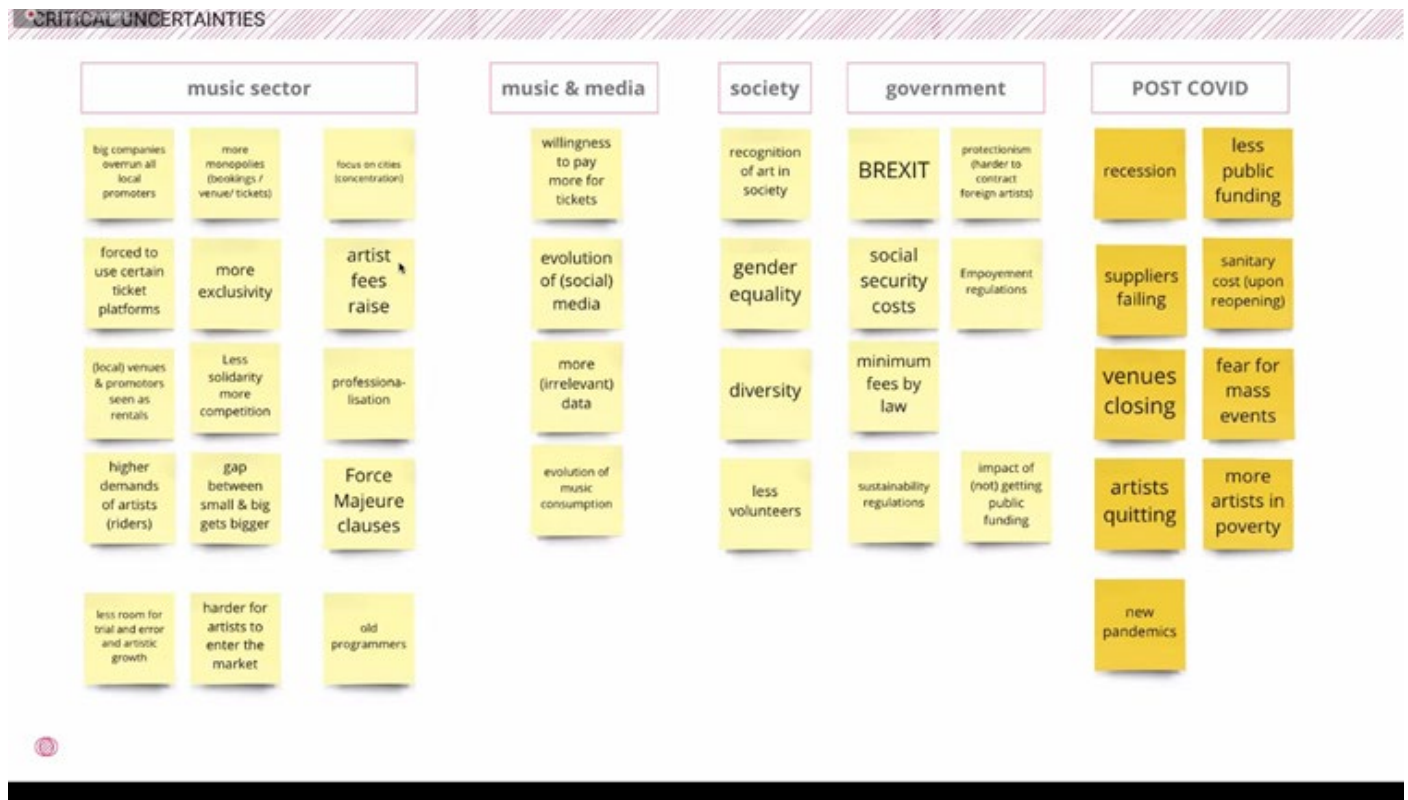 CRITICAL UNCERTAINTIES
music sector
big companies
overrun all
local
promoters
more
monopolies
(bookings /
venue/ tickets)
focus on cities
(concentration)
forced to
use certain
ticket
platforms
more
exclusivity
artist
fees
raise
(local) venues
& promotors
seen as
rentals
Less
solidarity
more
competition
professiona-
lisation
higher
demands
of artists
(riders)
gap
between
small & big
gets bigger
Force
Majeure
clauses
less room for
trial and error
and artistic
growth
harder for
artists to
enter the
market
old
programmers
music & media
willingness
to pay
more for
tickets
evolution
of (social)
media
more
(irrelevant)
data
evolution of
music
consumption
society
recognition
of art in
society
gender
equality
diversity
less
volunteers
government
BREXIT
protectionism
(harder to
contract
foreign artists)
social
security
costs
Empoyement
regulations
minimum
fees by
law
sustainability
regulations
impact of
(not) getting
public
funding
POST COVID
recession
less
public
funding
suppliers
failing
sanitary
cost (upon
reopening)
venues
closing
fear for
mass
events
artists
quitting
more
artists in
poverty
new
pandemics